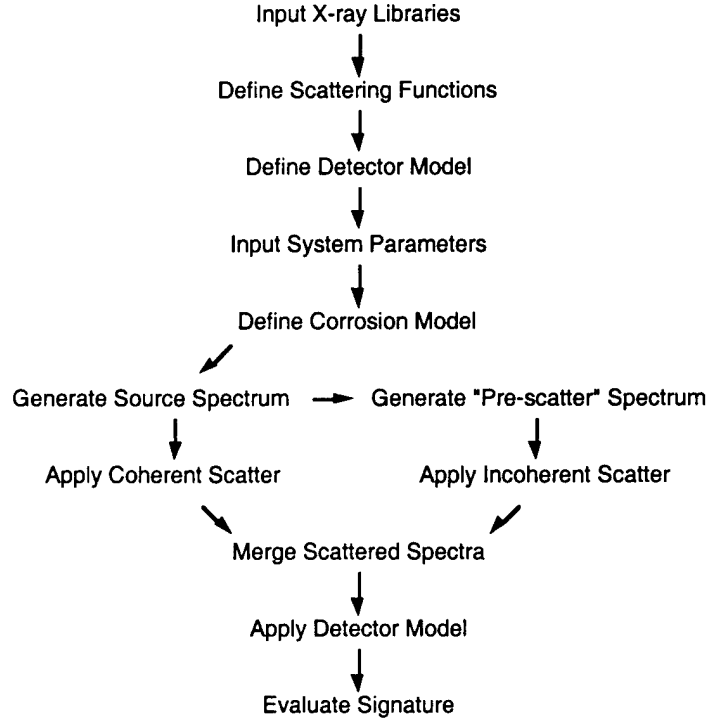 Input X-ray Libraries
Define Scattering Functions
Define Detector Model
Input System Parameters
Define Corrosion Model
Generate Source Spectrum
Generate "Pre-scatter" Spectrum
Apply Coherent Scatter
Apply Incoherent Scatter
Merge Scattered Spectra
Apply Detector Model
Evaluate Signature